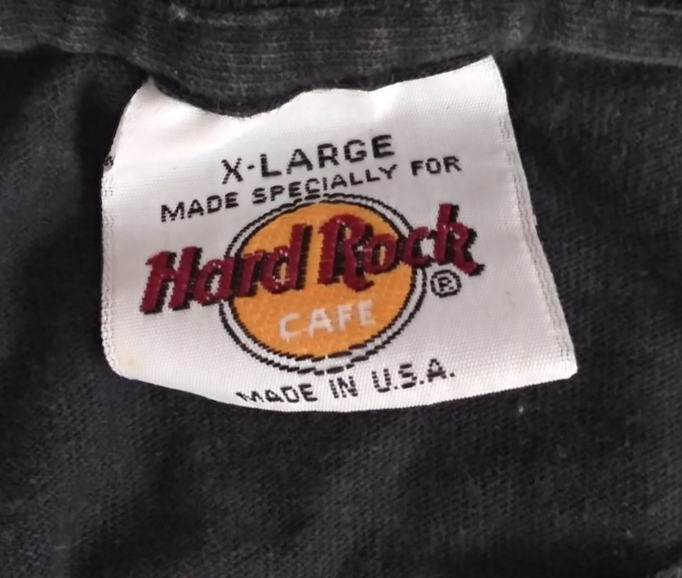 X-LARGE
MADE SPECIALLY FOR
Hard Rock ®
CAFE
MADE IN U.S.A.